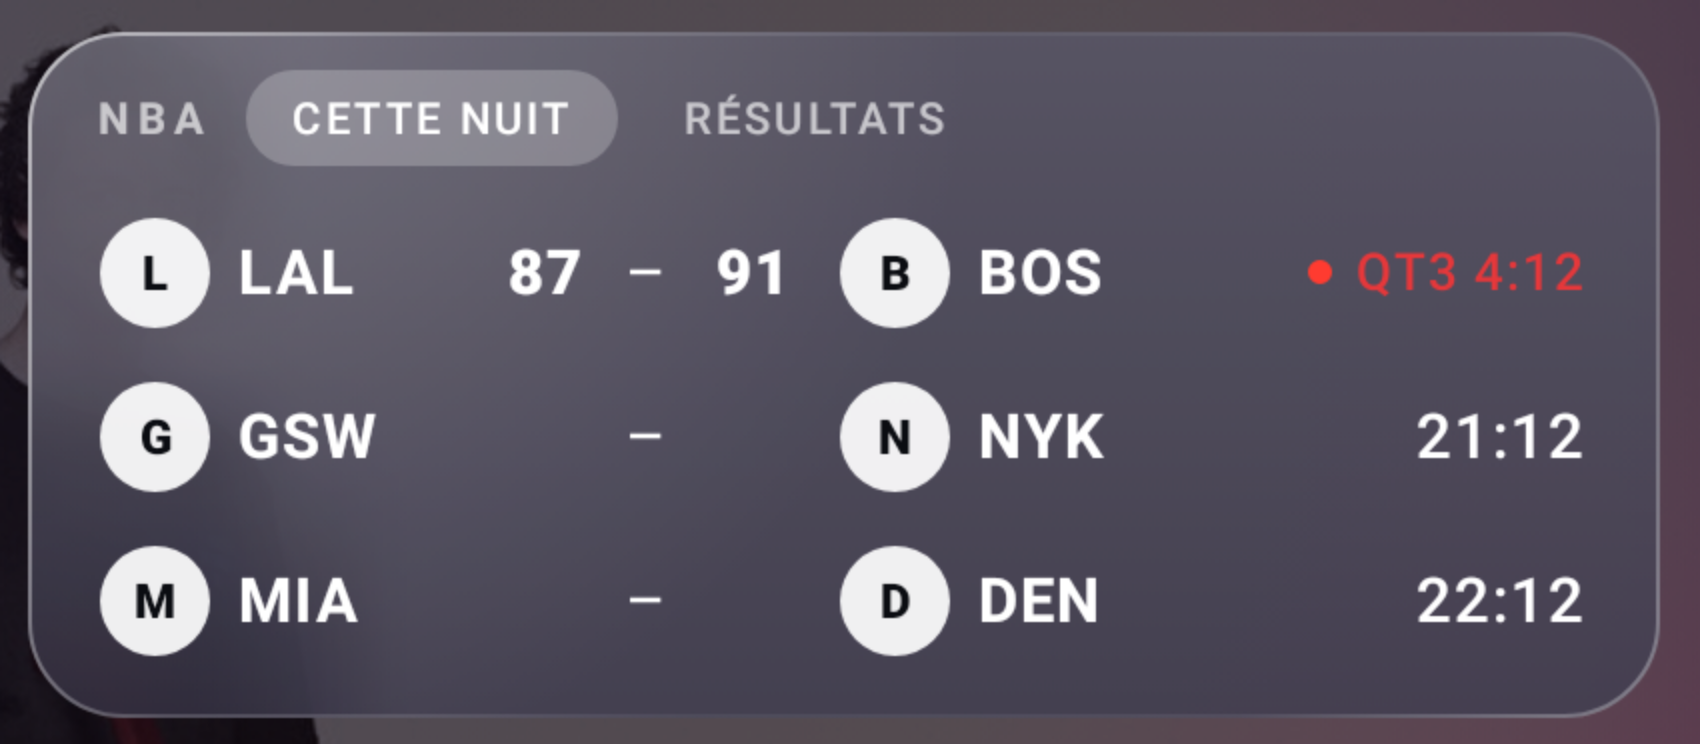 NBA CETTE NUIT RÉSULTATS
L LAL 87 – 91 B BOS QT3 4:12
G GSW – N NYK 21:12
M MIA – D DEN 22:12